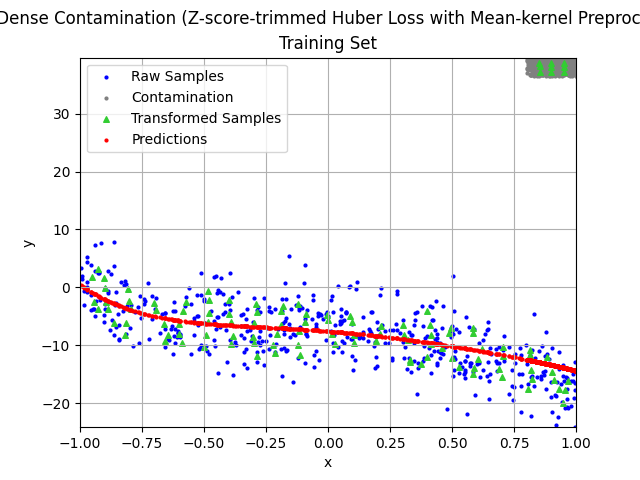 Dense Contamination (Z-score-trimmed Huber Loss with Mean-kernel
Training Set
Raw Samples
Contamination
Transformed Samples
Predictions
y
30
20
10
0
−10
−20
−1.00 −0.75 −0.50 −0.25 0.00 0.25 0.50 0.75 1.00
x